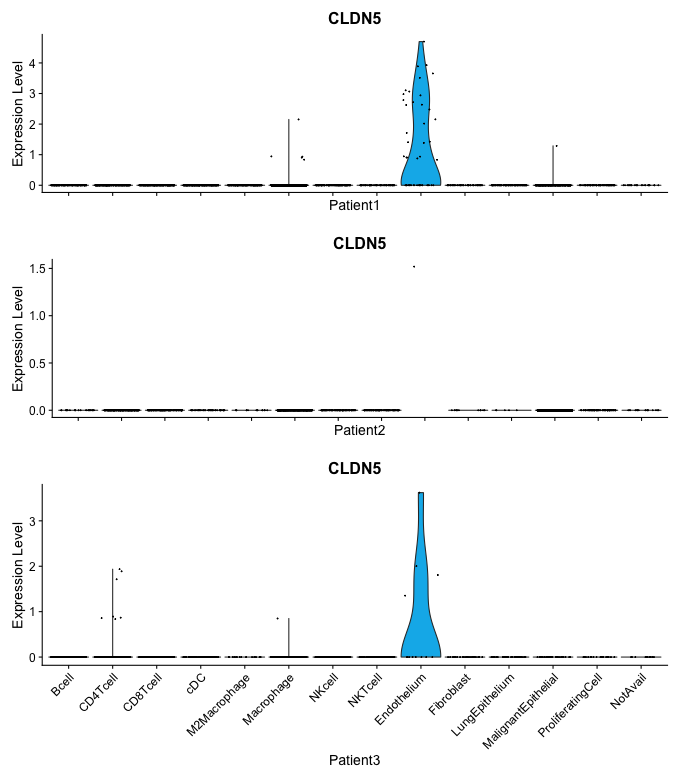 CLDN5
Expression Level
4
3
2
1
0
Patient1
CLDN5
Expression Level
1.5
1.0
0.5
0.0
Patient2
CLDN5
Expression Level
3
2
1
0
Bcell
CD4Tcell
CD8Tcell
cDC
M2Macrophage
Macrophage
NKcell
NKTcell
Endothelium
Fibroblast
LungEpithelium
MalignantEpithelial
ProliferatingCell
NotAvail
Patient3